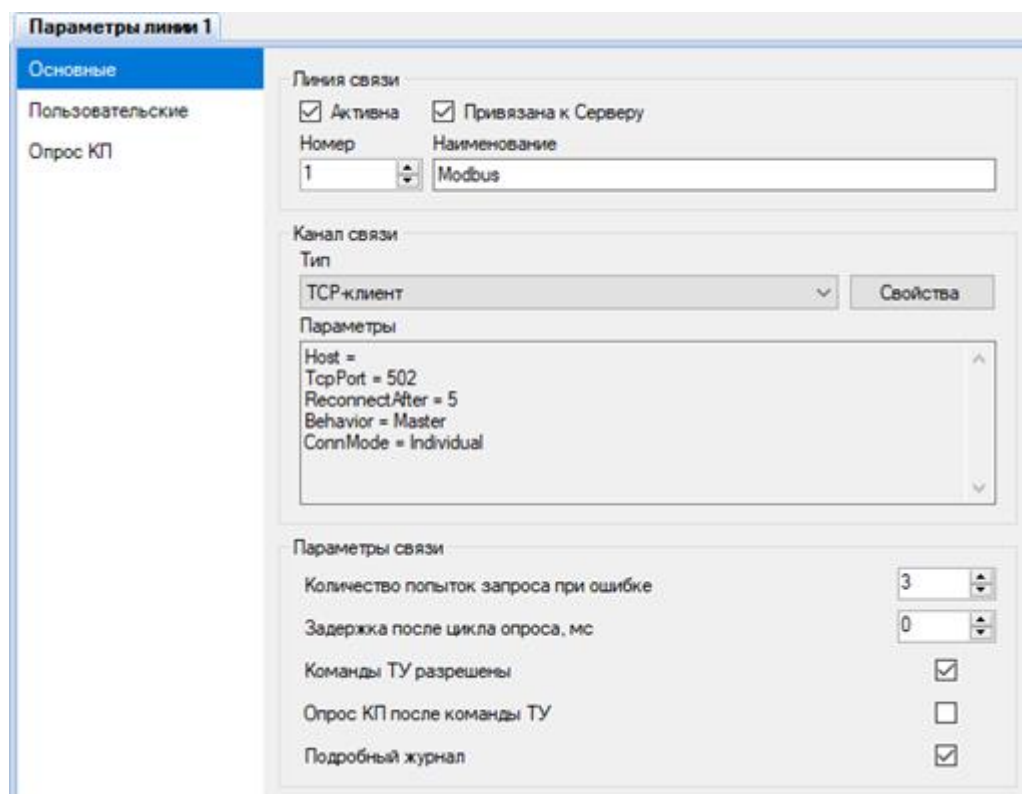 Параметры линии 1
Основные
Пользовательские
Опрос КП
Линия связи
Активна Привязана к Серверу
Номер Наименование
1 Modbus
Канал связи
Тип
TCP-клиент Свойства
Параметры
Host =
TcpPort = 502
ReconnectAfter = 5
Behavior = Master
ConnMode = Individual
Параметры связи
Количество попыток запроса при ошибке 3
Задержка после цикла опроса, мс 0
Команды ТУ разрешены
Опрос КП после команды ТУ
Подробный журнал